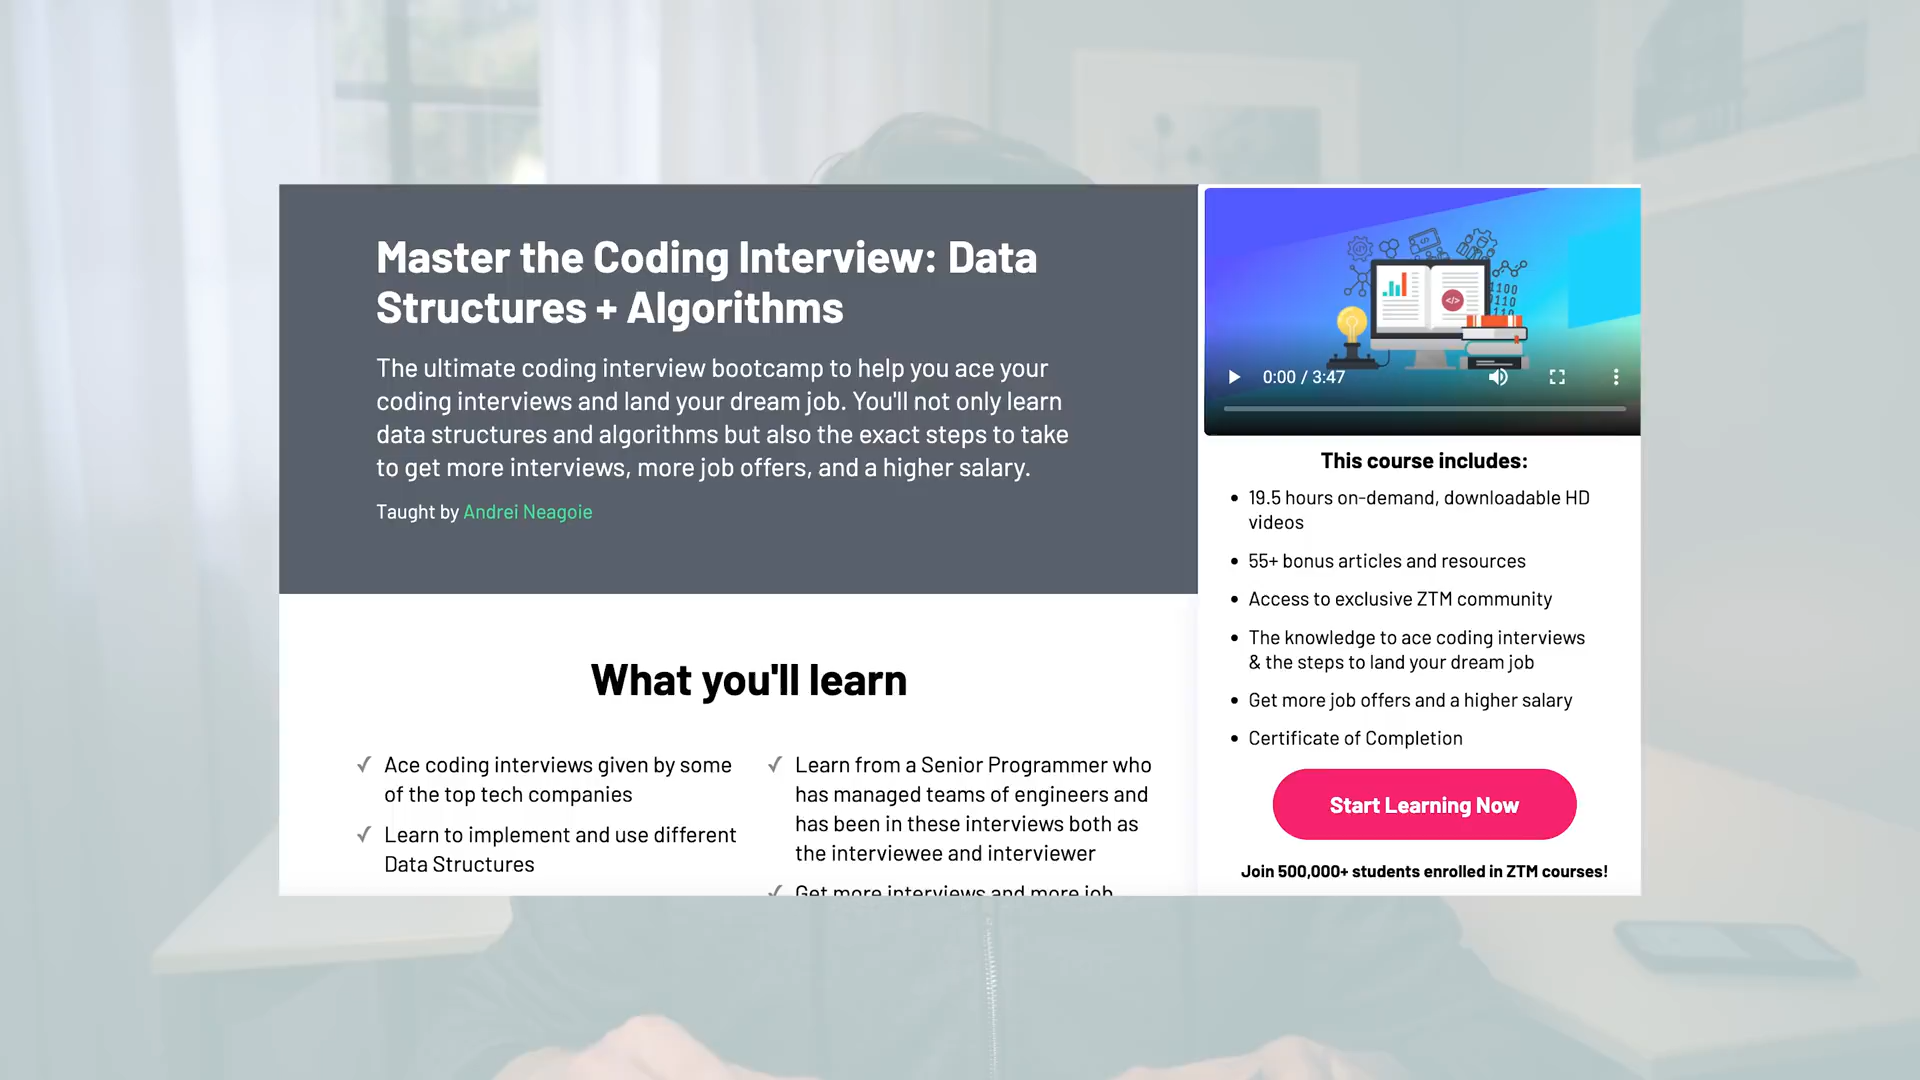 Master the Coding Interview: Data
Structures + Algorithms
The ultimate coding interview bootcamp to help you ace your
coding interviews and land your dream job. You'll not only learn
data structures and algorithms but also the exact steps to take
to get more interviews, more job offers, and a higher salary.
Taught by Andrei Neagoie
What you'll learn
✓ Ace coding interviews given by some
of the top tech companies
✓ Learn to implement and use different
Data Structures
✓ Learn from a Senior Programmer who
has managed teams of engineers and
has been in these interviews both as
the interviewee and interviewer
✓ Get more interviews and more job
0:00 / 3:47
This course includes:
• 19.5 hours on-demand, downloadable HD
videos
• 55+ bonus articles and resources
• Access to exclusive ZTM community
• The knowledge to ace coding interviews
& the steps to land your dream job
• Get more job offers and a higher salary
• Certificate of Completion
Start Learning Now
Join 500,000+ students enrolled in ZTM courses!